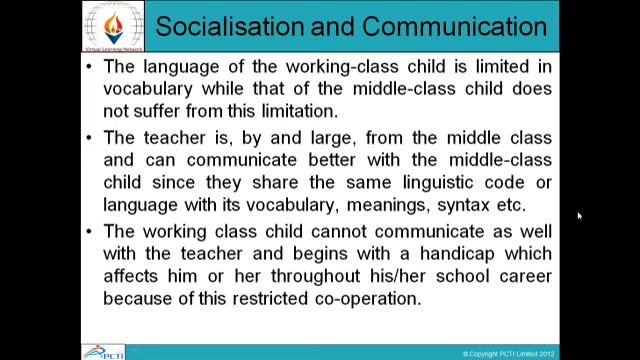 Socialisation and Communication
Virtual Learning Network
• The language of the working-class child is limited in
vocabulary while that of the middle-class child does
not suffer from this limitation.
• The teacher is, by and large, from the middle class
and can communicate better with the middle-class
child since they share the same linguistic code or
language with its vocabulary, meanings, syntax etc.
• The working class child cannot communicate as well
with the teacher and begins with a handicap which
affects him or her throughout his/her school career
because of this restricted co-operation.
PCTI
© Copyright PCTI Limited 2012